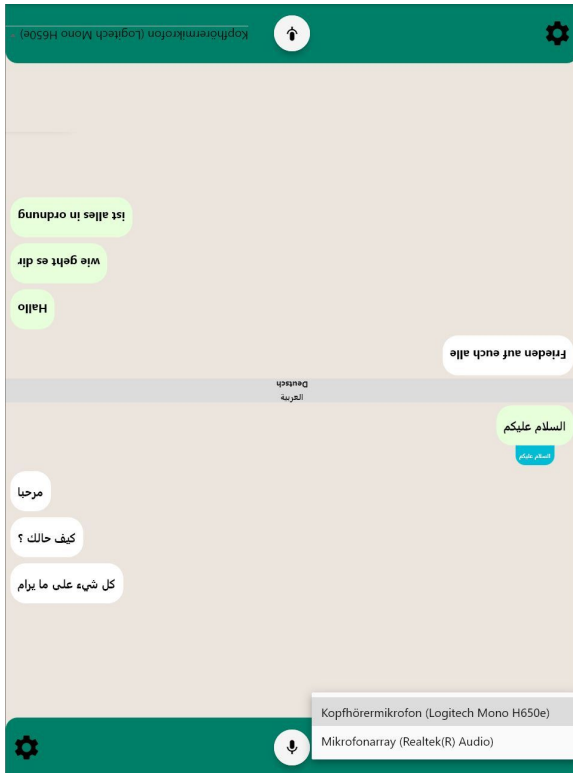 Kopfhörermikrofon (Logitech Mono H650e)
ist alles in ordnung
wie geht es dir
Hallo
Frieden auf euch alle
Deutsch
العربية
السلام عليكم
السلام عليكم
مرحبا
كيف حالك ؟
كل شيء على ما يرام
Kopfhörermikrofon (Logitech Mono H650e)
Mikrofonarray (Realtek(R) Audio)